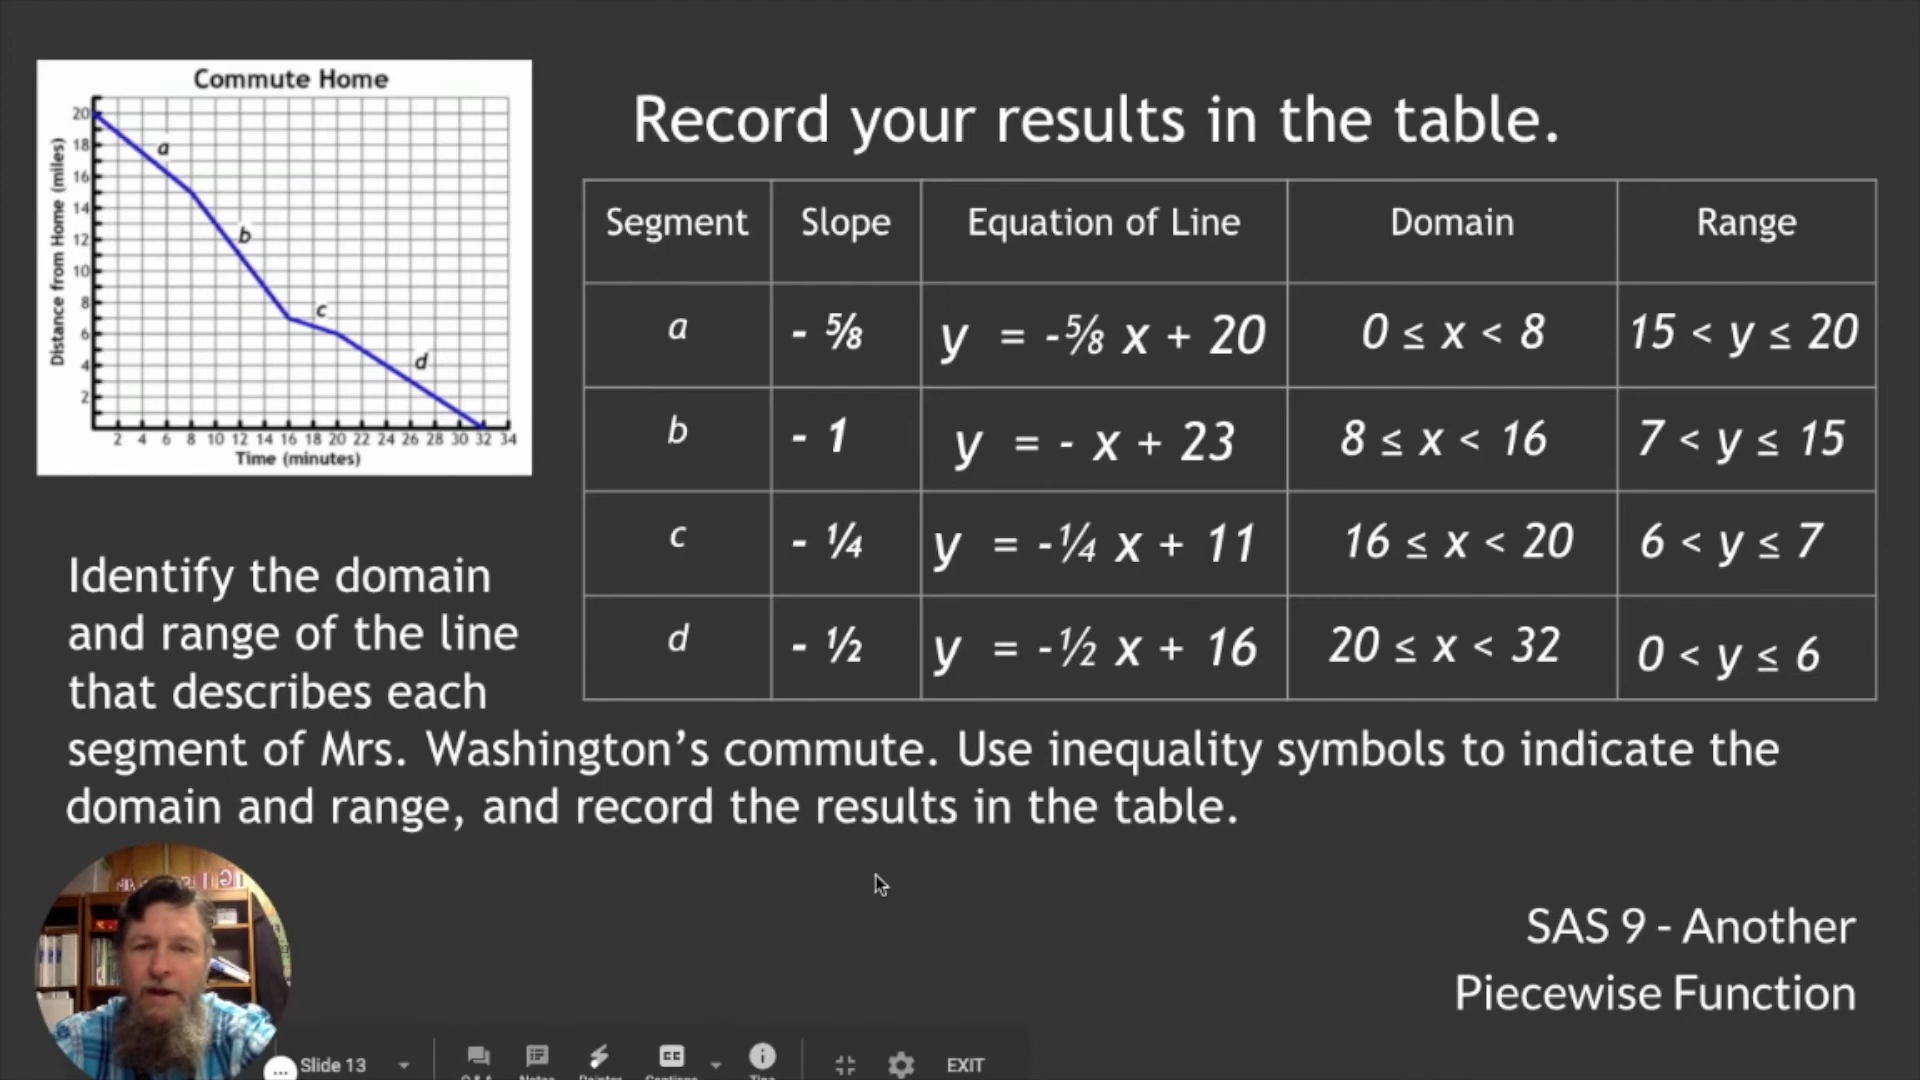 Commute Home
Distance from Home (miles)
20
18
16
14
12
10
8
6
4
2
a
b
c
d
2 4 6 8 10 12 14 16 18 20 22 24 26 28 30 32 34
Time (minutes)
Record your results in the table.
Segment Slope Equation of Line Domain Range
a - ⅝ y = -⅝ x + 20 0 ≤ x < 8 15 < y ≤ 20
b - 1 y = - x + 23 8 ≤ x < 16 7 < y ≤ 15
c - ¼ y = -¼ x + 11 16 ≤ x < 20 6 < y ≤ 7
d - ½ y = -½ x + 16 20 ≤ x < 32 0 < y ≤ 6
Identify the domain
and range of the line
that describes each
segment of Mrs. Washington’s commute. Use inequality symbols to indicate the
domain and range, and record the results in the table.
SAS 9 - Another
Piecewise Function
Slide 13
CC
EXIT